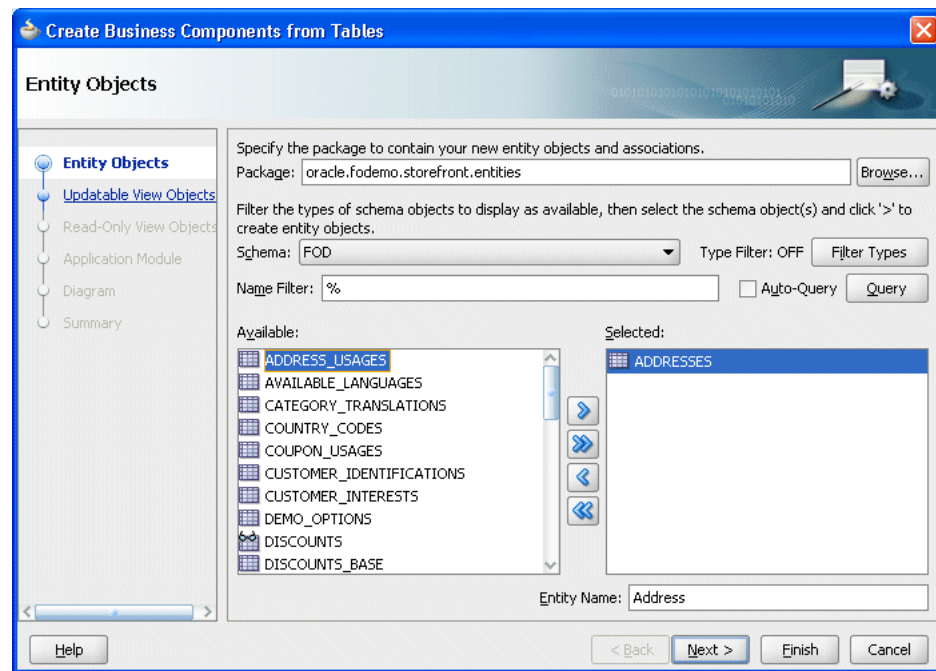 Create Business Components from Tables
Entity Objects
Entity Objects
Updatable View Objects
Read-Only View Objects
Application Module
Diagram
Summary
Specify the package to contain your new entity objects and associations.
Package: oracle.fodemo.storefront.entities Browse...
Filter the types of schema objects to display as available, then select the schema object(s) and click '>' to
create entity objects.
Schema: FOD Type Filter: OFF Filter Types
Name Filter: % Auto-Query Query
Available: Selected:
ADDRESS_USAGES ADDRESSES
AVAILABLE_LANGUAGES
CATEGORY_TRANSLATIONS
COUNTRY_CODES
COUPON_USAGES
CUSTOMER_IDENTIFICATIONS
CUSTOMER_INTERESTS
DEMO_OPTIONS
DISCOUNTS
DISCOUNTS_BASE
Entity Name: Address
Help < Back Next > Finish Cancel